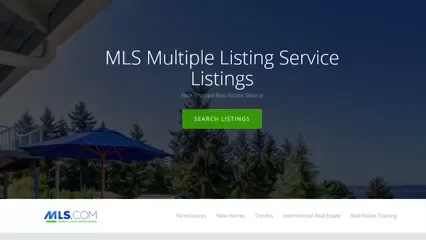 MLS Multiple Listing Service
Listings
Your Trusted Real Estate Source
SEARCH LISTINGS
MLS.COM
Foreclosures New Homes Condos International Real Estate Real Estate Training